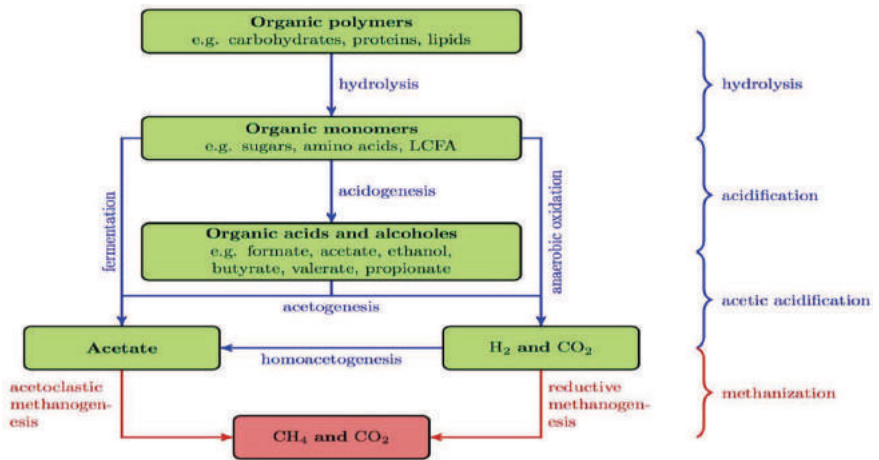 Organic polymers
e.g. carbohydrates, proteins, lipids
hydrolysis
hydrolysis
Organic monomers
e.g. sugars, amino acids, LCFA
fermentation
acidogenesis
anaerobic oxidation
acidification
Organic acids and alcoholes
e.g. formate, acetate, ethanol,
butyrate, valerate, propionate
acetogenesis
acetic acidification
Acetate
homoacetogenesis
H₂ and CO₂
acetoclastic
methanogen-
esis
reductive
methanogen-
esis
methanization
CH₄ and CO₂